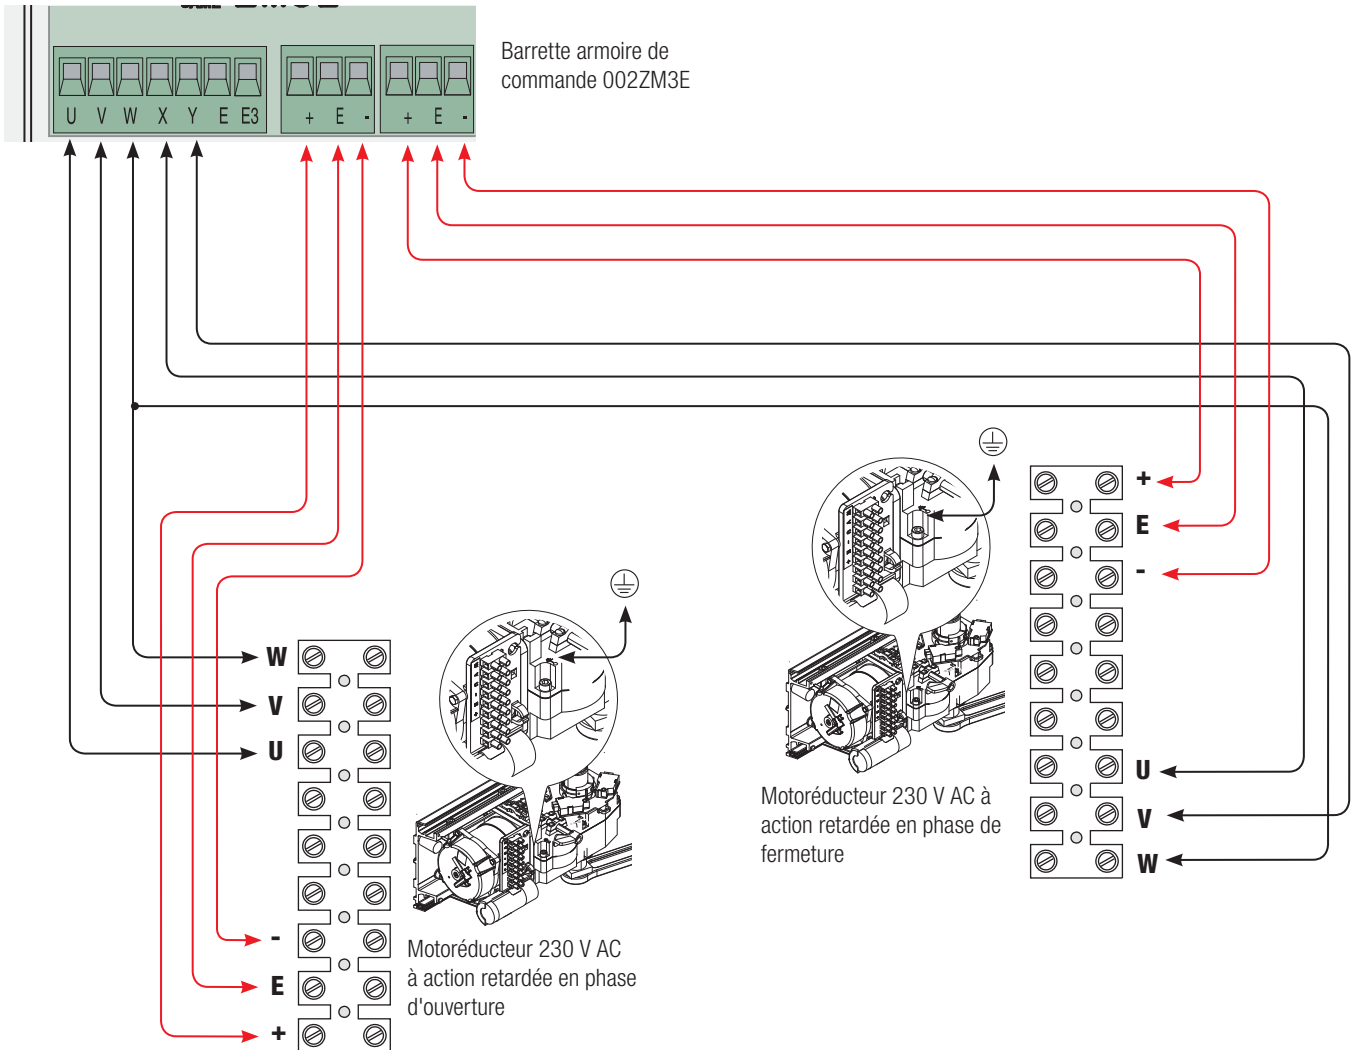 Barrette armoire de
commande 002ZM3E
U V W X Y E E3 + E - + E -
+
E
-
W
V
U
U
V
W
Motoréducteur 230 V AC à
action retardée en phase de
fermeture
-
E
+
Motoréducteur 230 V AC
à action retardée en phase
d'ouverture